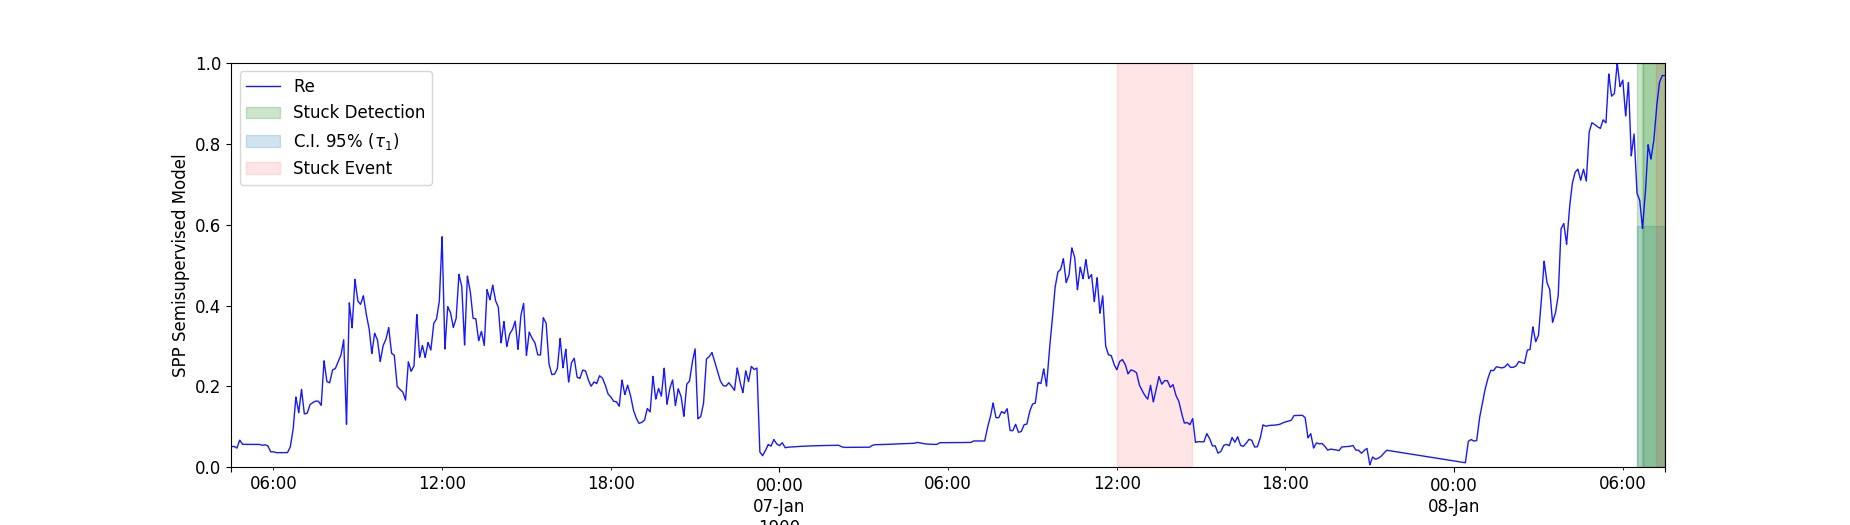 SPP Semisupervised Model
1.0
0.8
0.6
0.4
0.2
0.0
Re
Stuck Detection
C.I. 95% (τ₁)
Stuck Event
06:00 12:00 18:00 00:00 06:00 12:00 18:00 00:00 06:00
07-Jan 08-Jan
1900